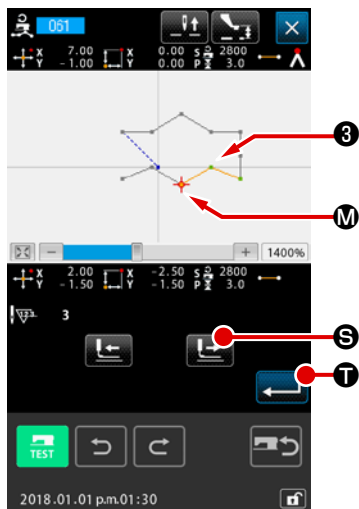 061
X 7.00 X 0.00 S 2800
Y -1.00 Y 0.00 P 3.0
3
M
1400%
X 2.00 X -2.50 S 2800
Y -1.50 Y -1.50 P 3.0
123 3
S
T
TEST
2018.01.01 p.m.01:30